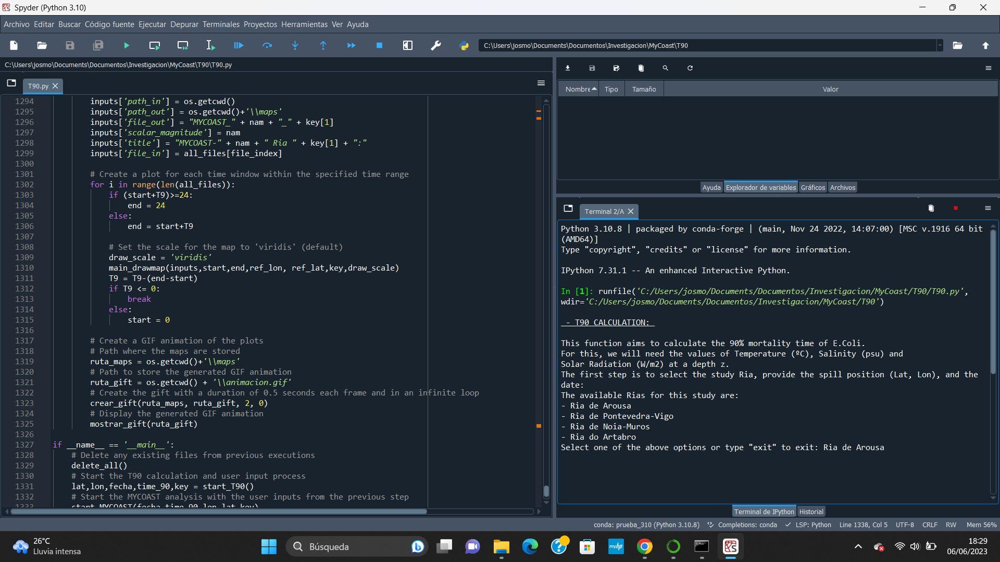 Spyder (Python 3.10)
Archivo Editar Buscar Código fuente Ejecutar Depurar Terminales Proyectos Herramientas Ver Ayuda
C:\Users\josmo\Documents\Documentos\Investigacion\MyCoast\T90
C:\Users\josmo\Documents\Documentos\Investigacion\MyCoast\T90\T90.py
T90.py
1294 inputs['path_in'] = os.getcwd()
1295 inputs['path_out'] = os.getcwd()+'\\maps'
1296 inputs['file_out'] = "MYCOAST_" + nam + "_" + key[1]
1297 inputs['scalar_magnitude'] = nam
1298 inputs['title'] = "MYCOAST-" + nam + " Ria " + key[1] + ":"
1299 inputs['file_in'] = all_files[file_index]
1300
1301 # Create a plot for each time window within the specified time range
1302 for i in range(len(all_files)):
1303 if (start+T9)>=24:
1304 end = 24
1305 else:
1306 end = start+T9
1307
1308 # Set the scale for the map to 'viridis' (default)
1309 draw_scale = 'viridis'
1310 main_drawmap(inputs,start,end,ref_lon, ref_lat,key,draw_scale)
1311 T9 = T9-(end-start)
1312 if T9 <= 0:
1313 break
1314 else:
1315 start = 0
1316
1317 # Create a GIF animation of the plots
1318 # Path where the maps are stored
1319 ruta_maps = os.getcwd()+'\\maps'
1320 # Path to store the generated GIF animation
1321 ruta_gift = os.getcwd() + '\\animacion.gif'
1322 # Create the gift with a duration of 0.5 seconds each frame and in an infinite loop
1323 crear_gift(ruta_maps, ruta_gift, 2, 0)
1324 # Display the generated GIF animation
1325 mostrar_gift(ruta_gift)
1326
1327 if __name__ == '__main__':
1328 # Delete any existing files from previous executions
1329 delete_all()
1330 # Start the T90 calculation and user input process
1331 lat,lon,fecha,time_90,key = start_T90()
1332 # Start the MYCOAST analysis with the user inputs from the previous step
1333 start_MYCOAST(fecha,time_90,lon,lat,key)
Nombre Tipo Tamaño Valor
Ayuda Explorador de variables Gráficos Archivos
Terminal 2/A
Python 3.10.8 | packaged by conda-forge | (main, Nov 24 2022, 14:07:00) [MSC v.1916 64 bit
(AMD64)]
Type "copyright", "credits" or "license" for more information.
IPython 7.31.1 -- An enhanced Interactive Python.
In [1]: runfile('C:/Users/josmo/Documents/Documentos/Investigacion/MyCoast/T90/T90.py',
wdir='C:/Users/josmo/Documents/Documentos/Investigacion/MyCoast/T90')
- T90 CALCULATION:
This function aims to calculate the 90% mortality time of E.Coli.
For this, we will need the values of Temperature (ºC), Salinity (psu) and
Solar Radiation (W/m2) at a depth z.
The first step is to select the study Ria, provide the spill position (Lat, Lon), and the
date:
The available Rias for this study are:
- Ria de Arousa
- Ria de Pontevedra-Vigo
- Ria de Noia-Muros
- Ria do Artabro
Select one of the above options or type "exit" to exit: Ria de Arousa
Terminal de IPython Historial
conda: prueba_310 (Python 3.10.8) Completions: conda LSP: Python Line 1338, Col 5 UTF-8 CRLF RW Mem 56%
26°C
Lluvia intensa
Búsqueda
myhp
18:29
06/06/2023